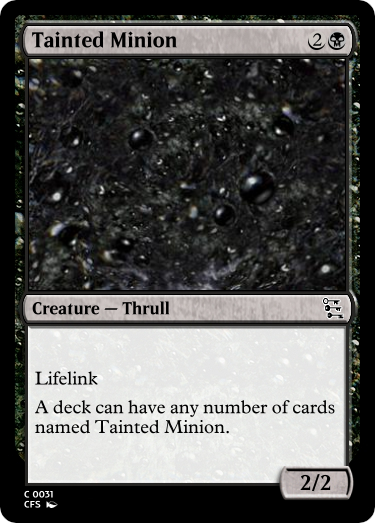 Tainted Minion 2
Creature — Thrull
Lifelink
A deck can have any number of cards
named Tainted Minion.
2/2
C 0031
CFS